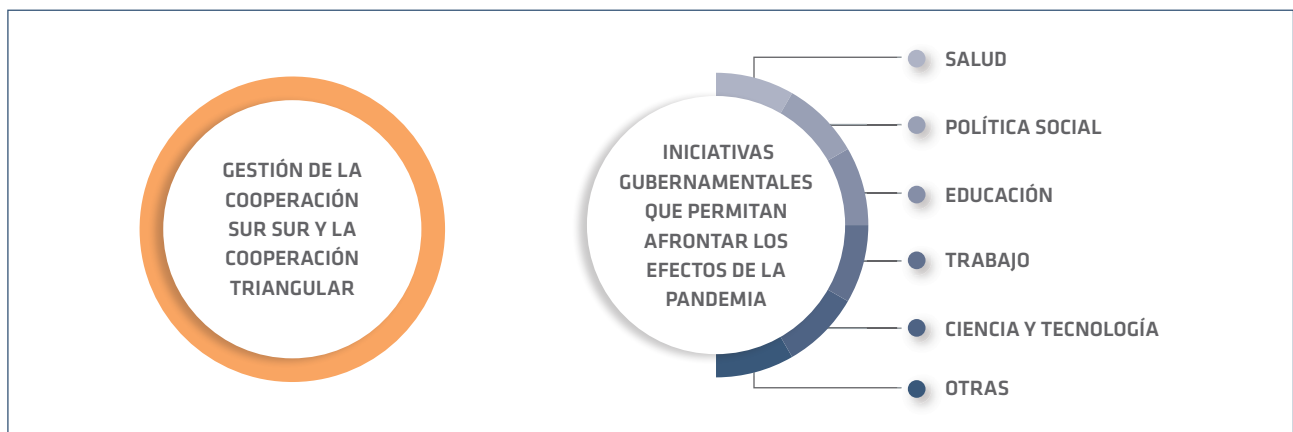 GESTIÓN DE LA
COOPERACIÓN
SUR SUR Y LA
COOPERACIÓN
TRIANGULAR
INICIATIVAS
GUBERNAMENTALES
QUE PERMITAN
AFRONTAR LOS
EFECTOS DE LA
PANDEMIA
SALUD
POLÍTICA SOCIAL
EDUCACIÓN
TRABAJO
CIENCIA Y TECNOLOGÍA
OTRAS